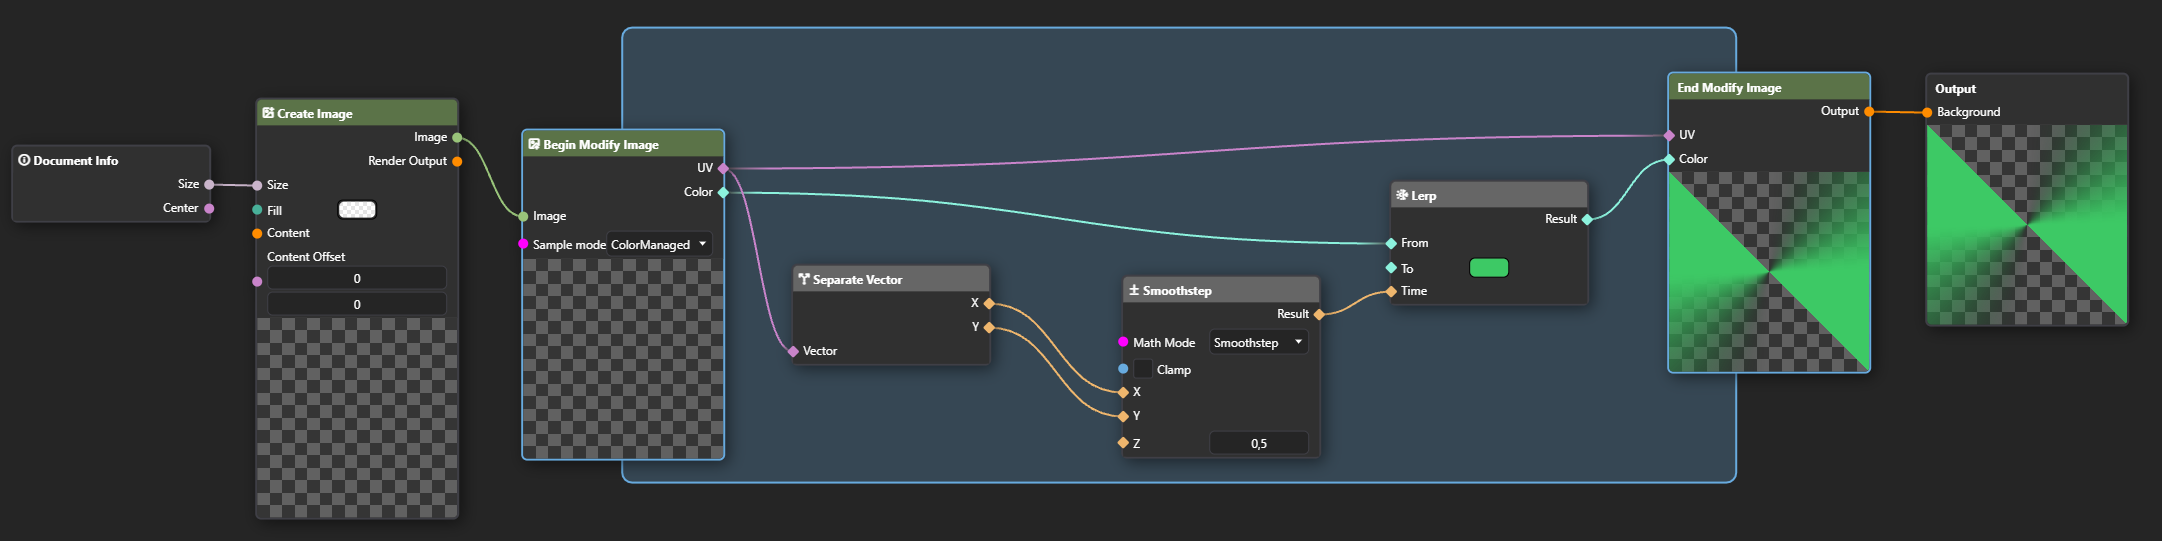 Document Info
Size
Center
Create Image
Image
Render Output
Size
Fill
Content
Content Offset
0
0
Begin Modify Image
UV
Color
Image
Sample mode ColorManaged
Separate Vector
X
Y
Vector
Smoothstep
Result
Math Mode Smoothstep
Clamp
X
Y
Z 0,5
Lerp
Result
From
To
Time
End Modify Image
Output
UV
Color
Output
Background